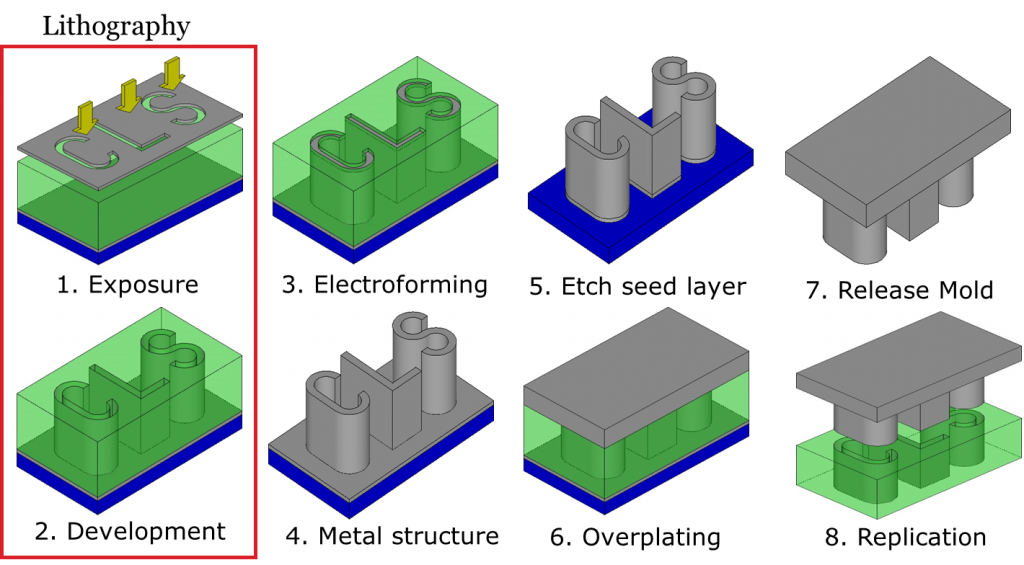 Lithography
1. Exposure
2. Development
3. Electroforming
4. Metal structure
5. Etch seed layer
6. Overplating
7. Release Mold
8. Replication
CLS